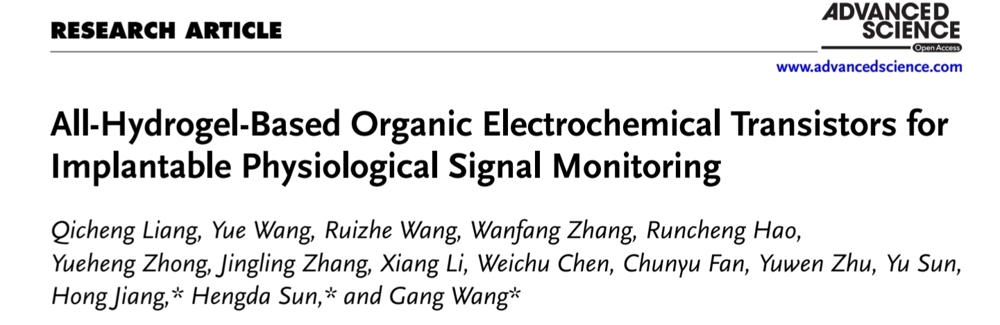 RESEARCH ARTICLE
ADVANCED
SCIENCE
Open Access
www.advancedscience.com
All-Hydrogel-Based Organic Electrochemical Transistors for
Implantable Physiological Signal Monitoring
Qicheng Liang, Yue Wang, Ruizhe Wang, Wanfang Zhang, Runcheng Hao,
Yueheng Zhong, Jingling Zhang, Xiang Li, Weichu Chen, Chunyu Fan, Yuwen Zhu, Yu Sun,
Hong Jiang,* Hengda Sun,* and Gang Wang*